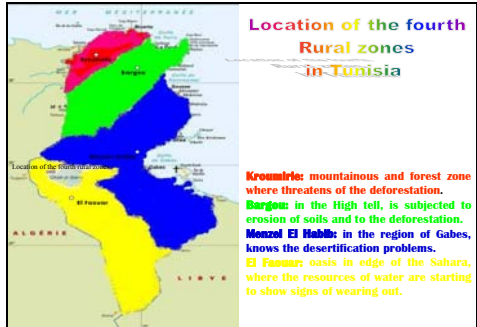 MER MÉDITERRANÉE
Location of the fourth
Rural zones
in Tunisia
Bargou
Location of the fourth rural zones
Gabes
El Faouar
ALGÉRIE
LIBYE
Kroumirie: mountainous and forest zone
where threatens of the deforestation.
Bargou: in the High tell, is subjected to
erosion of soils and to the deforestation.
Menzel El Habib: in the region of Gabes,
knows the desertification problems.
El Faouar: oasis in edge of the Sahara,
where the resources of water are starting
to show signs of wearing out.